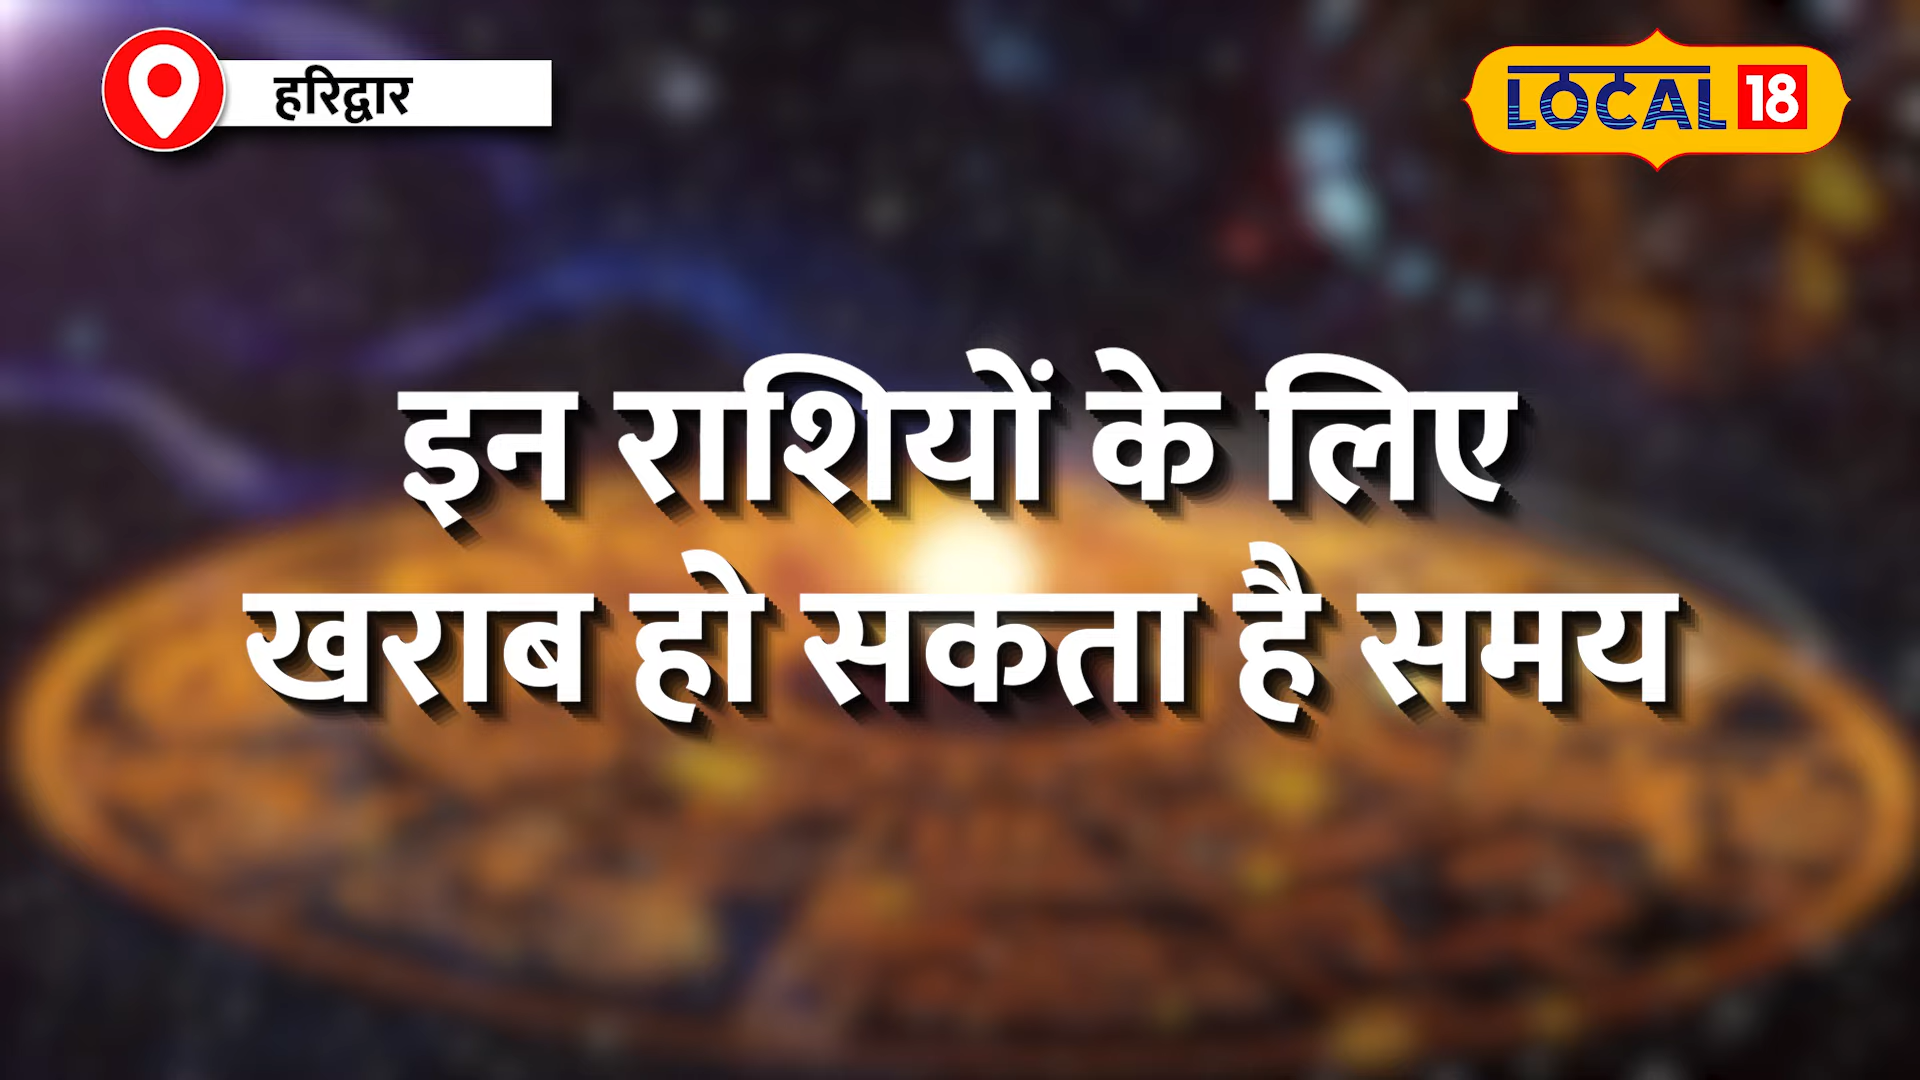 हरिद्वार
LOCAL 18
इन राशियों के लिए
खराब हो सकता है समय